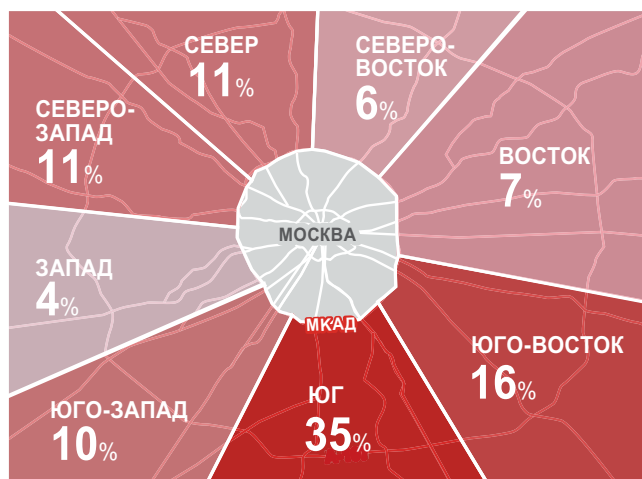 СЕВЕР
11%
СЕВЕРО-
ВОСТОК
6%
СЕВЕРО-
ЗАПАД
11%
ВОСТОК
7%
МОСКВА
ЗАПАД
4%
МКАД
ЮГО-ВОСТОК
16%
ЮГ
35%
ЮГО-ЗАПАД
10%